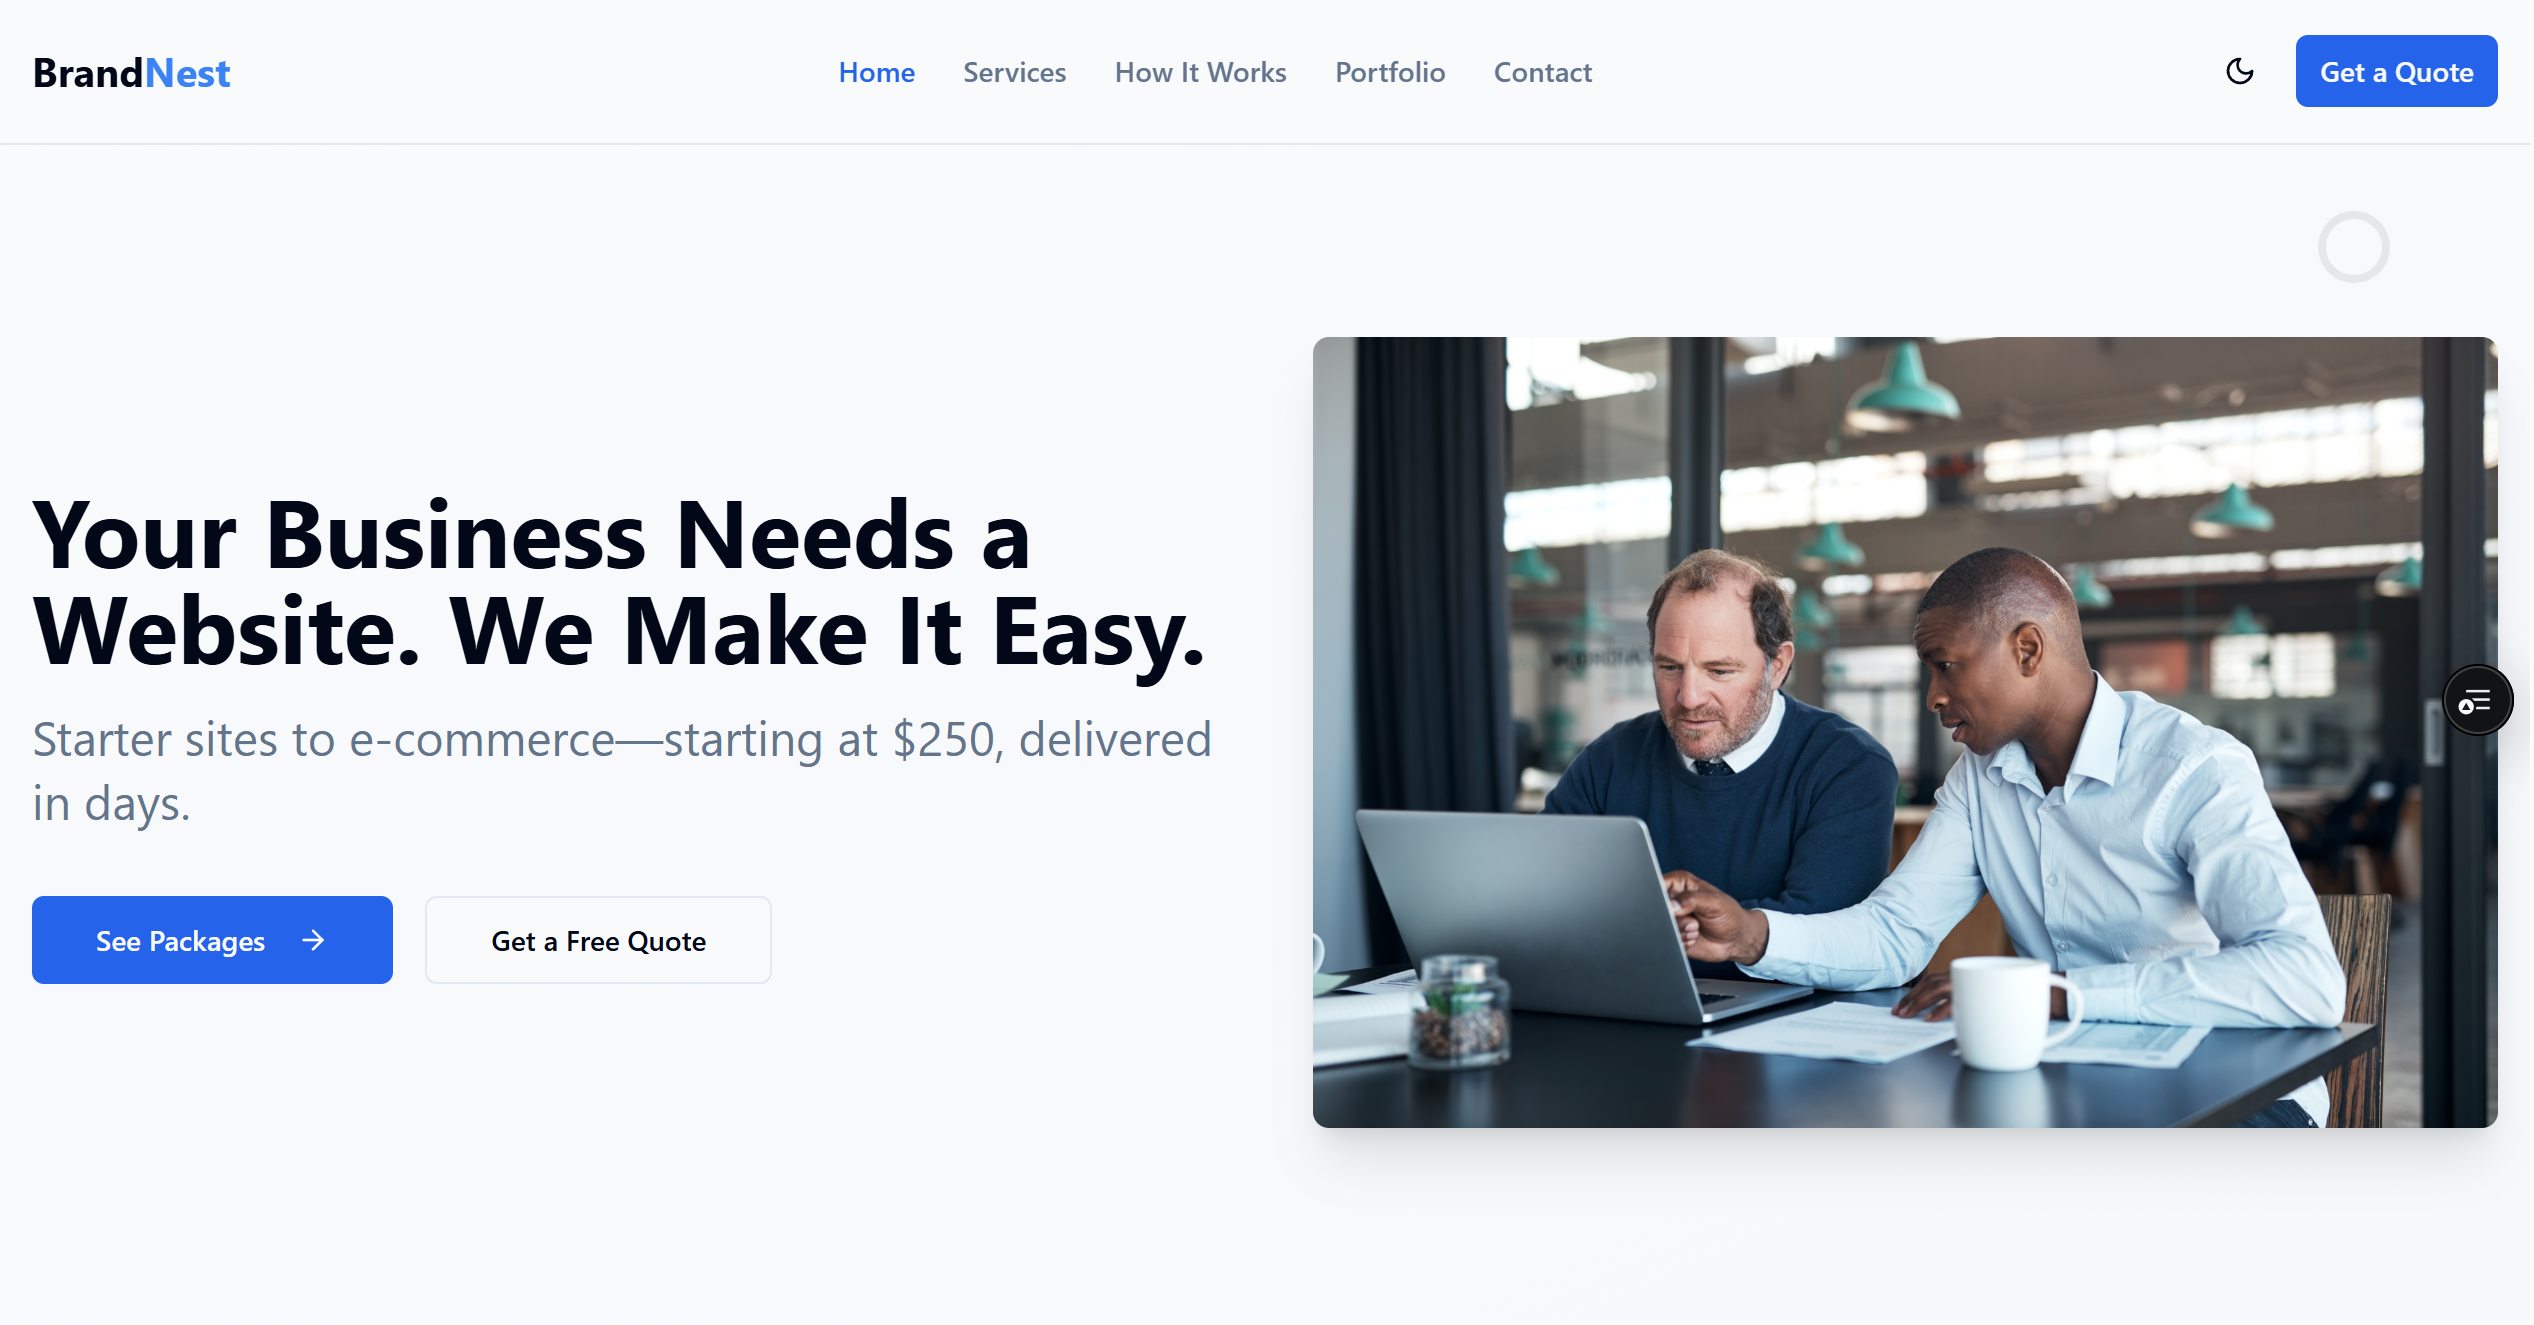 BrandNest
Home
Services
How It Works
Portfolio
Contact
Get a Quote
Your Business Needs a
Website. We Make It Easy.
Starter sites to e-commerce—starting at $250, delivered
in days.
See Packages
Get a Free Quote